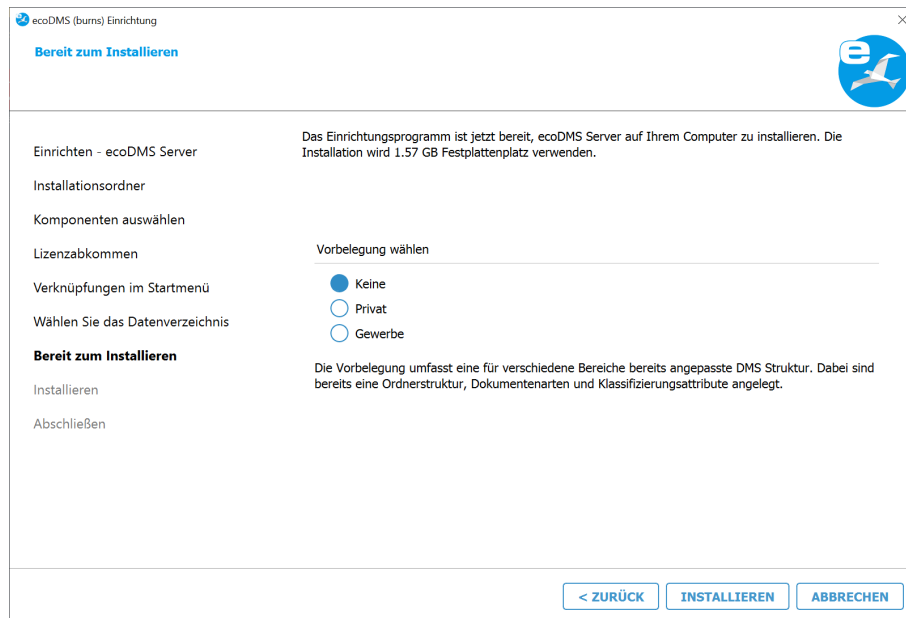 ecoDMS (burns) Einrichtung
Bereit zum Installieren
e
Einrichten - ecoDMS Server
Installationsordner
Komponenten auswählen
Lizenzabkommen
Verknüpfungen im Startmenü
Wählen Sie das Datenverzeichnis
Bereit zum Installieren
Installieren
Abschließen
Das Einrichtungsprogramm ist jetzt bereit, ecoDMS Server auf Ihrem Computer zu installieren. Die
Installation wird 1.57 GB Festplattenplatz verwenden.
Vorbelegung wählen
Keine
Privat
Gewerbe
Die Vorbelegung umfasst eine für verschiedene Bereiche bereits angepasste DMS Struktur. Dabei sind
bereits eine Ordnerstruktur, Dokumentenarten und Klassifizierungsattribute angelegt.
< ZURÜCK
INSTALLIEREN
ABBRECHEN